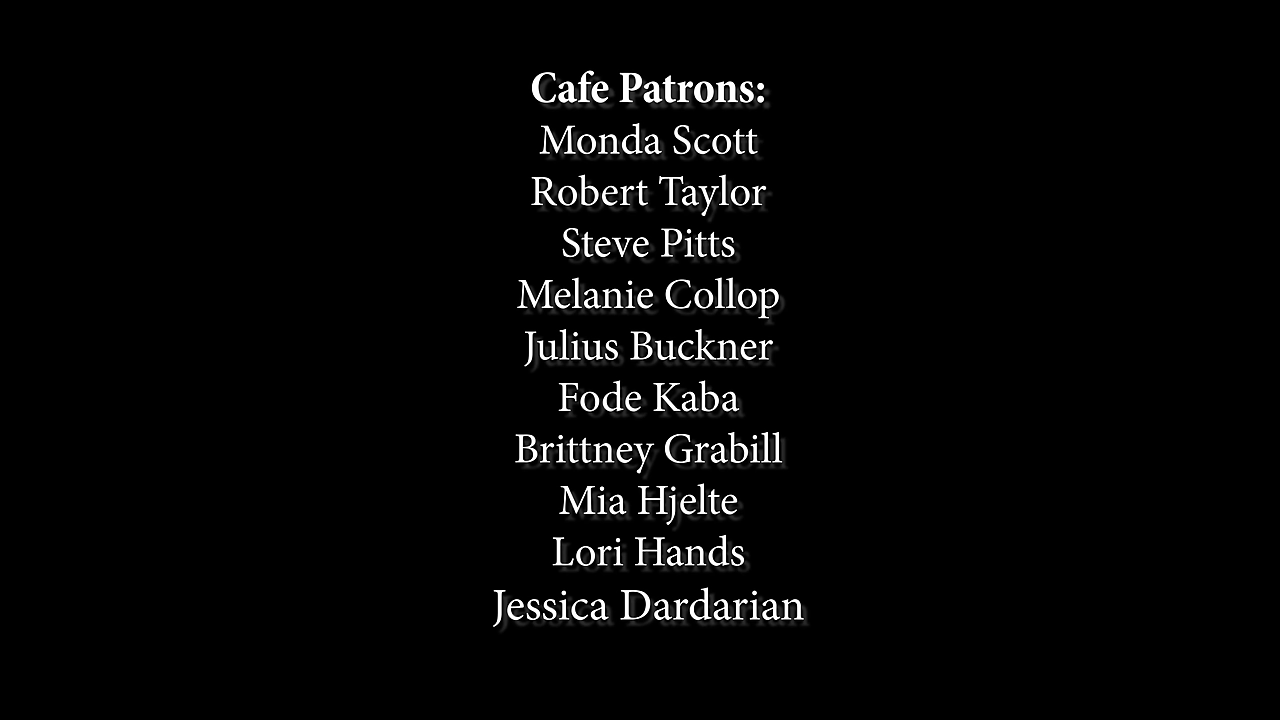 Cafe Patrons:
Monda Scott
Robert Taylor
Steve Pitts
Melanie Collop
Julius Buckner
Fode Kaba
Brittney Grabill
Mia Hjelte
Lori Hands
Jessica Dardarian